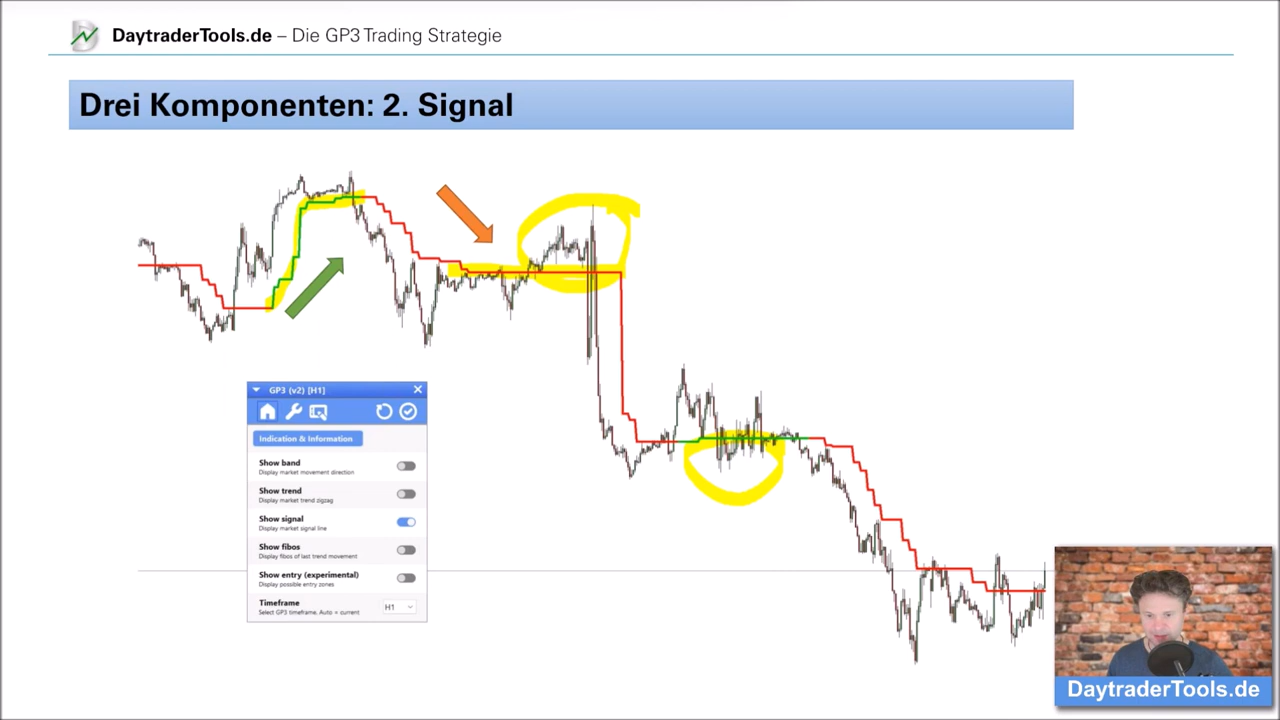 DaytraderTools.de – Die GP3 Trading Strategie
Drei Komponenten: 2. Signal
GP3 (v2) [H1]
Indication & Information
Show band
Display market movement direction
Show trend
Display market trend zigzag
Show signal
Display market signal line
Show fibos
Display fibos of last trend movement
Show entry (experimental)
Display possible entry zones
Timeframe
Select GP3 timeframe. Auto = current
H1
DaytraderTools.de